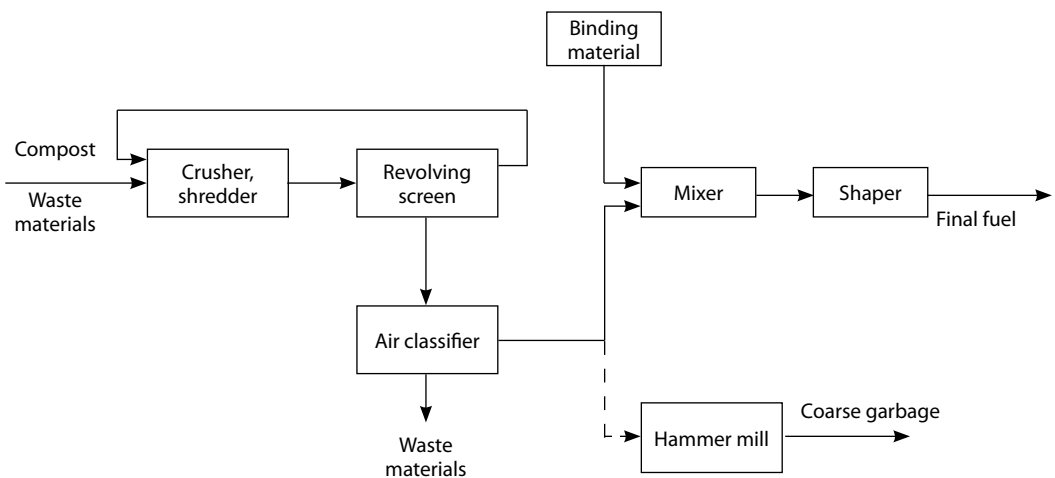 Binding
material
Compost
Waste
materials
Crusher,
shredder
Revolving
screen
Mixer
Shaper
Final fuel
Air classifier
Waste
materials
Hammer mill
Coarse garbage